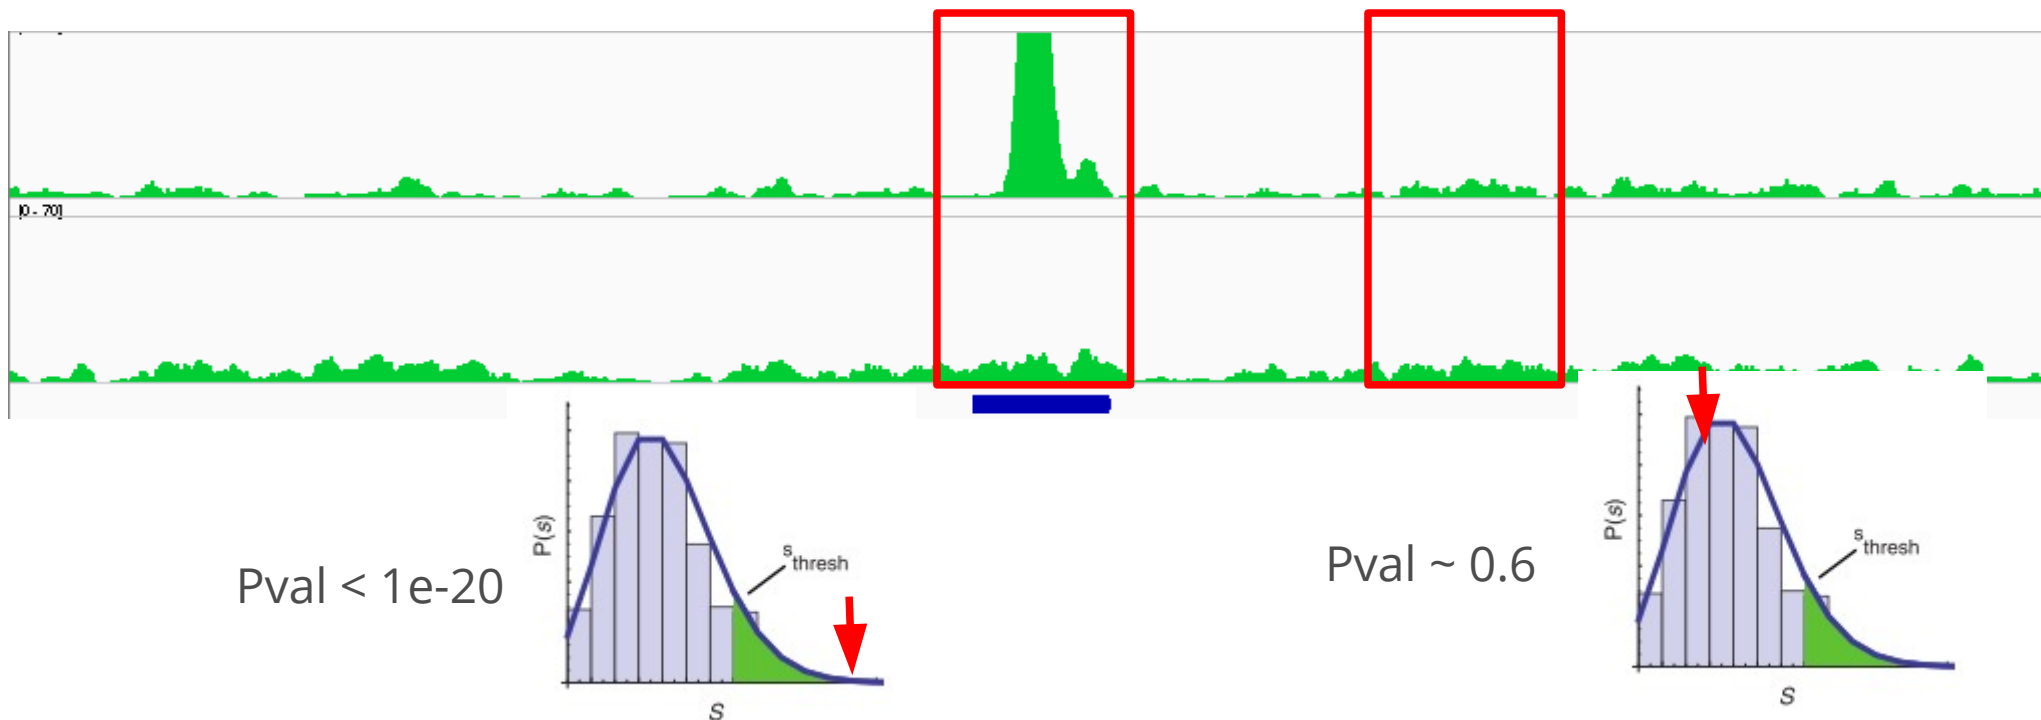 [0 - 70]
Pval < 1e-20
P(s)
s
thresh
S
Pval ~ 0.6
P(s)
s
thresh
S